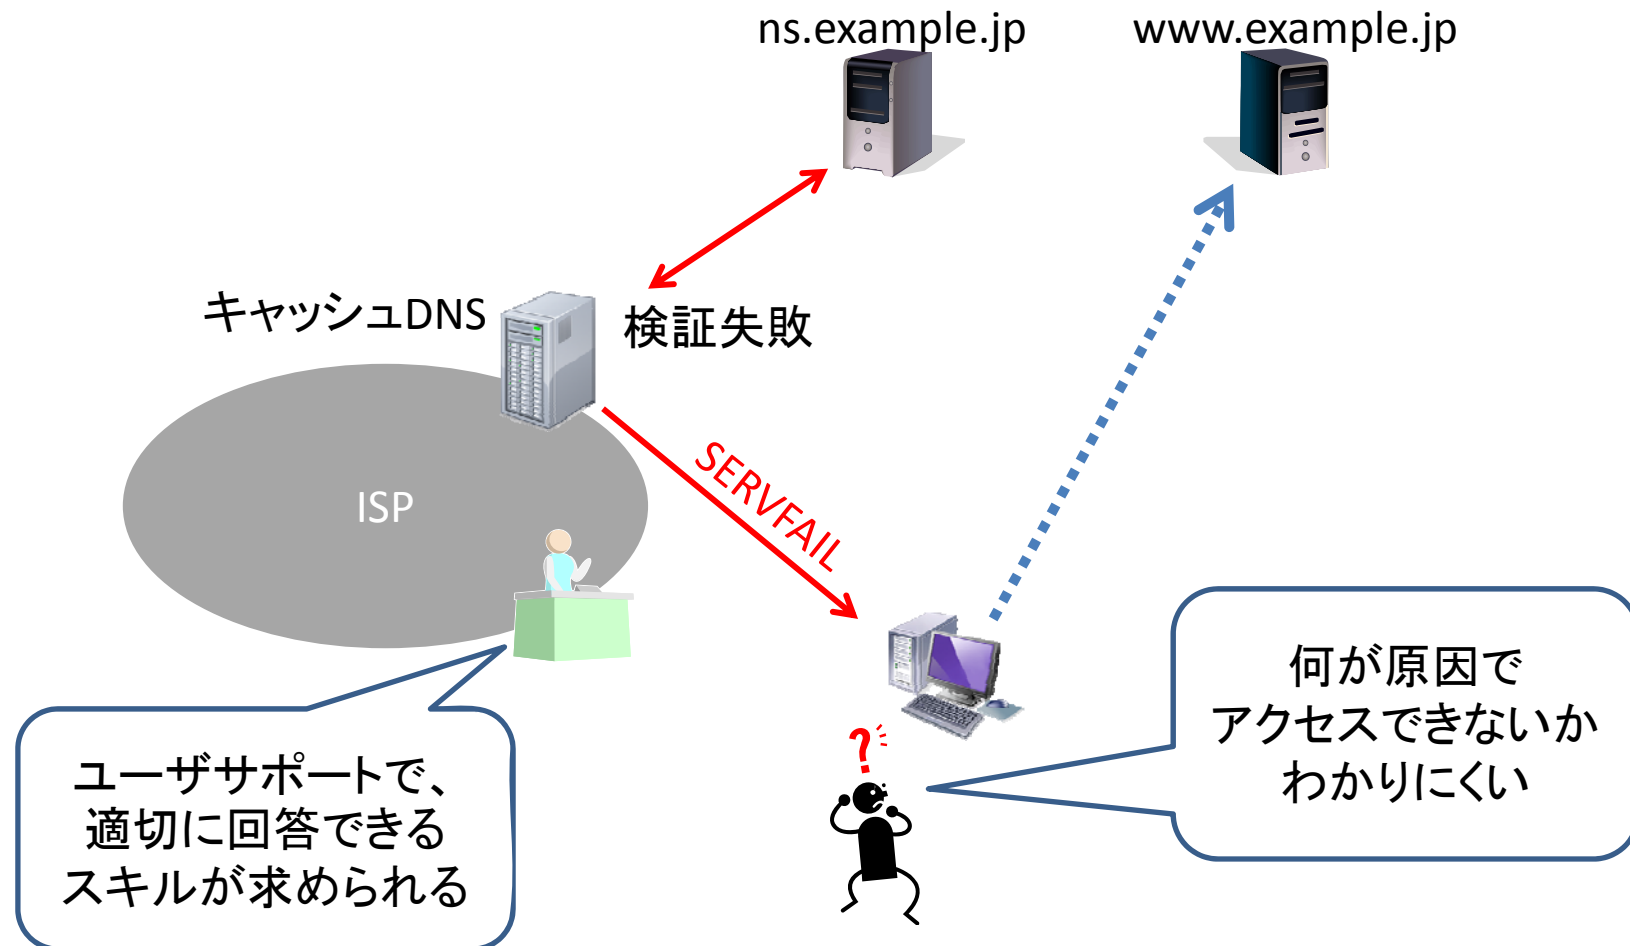 ns.example.jp
www.example.jp
キャッシュDNS
検証失敗
ISP
SERVFAIL
何が原因で
アクセスできないか
わかりにくい
?
ユーザサポートで、
適切に回答できる
スキルが求められる